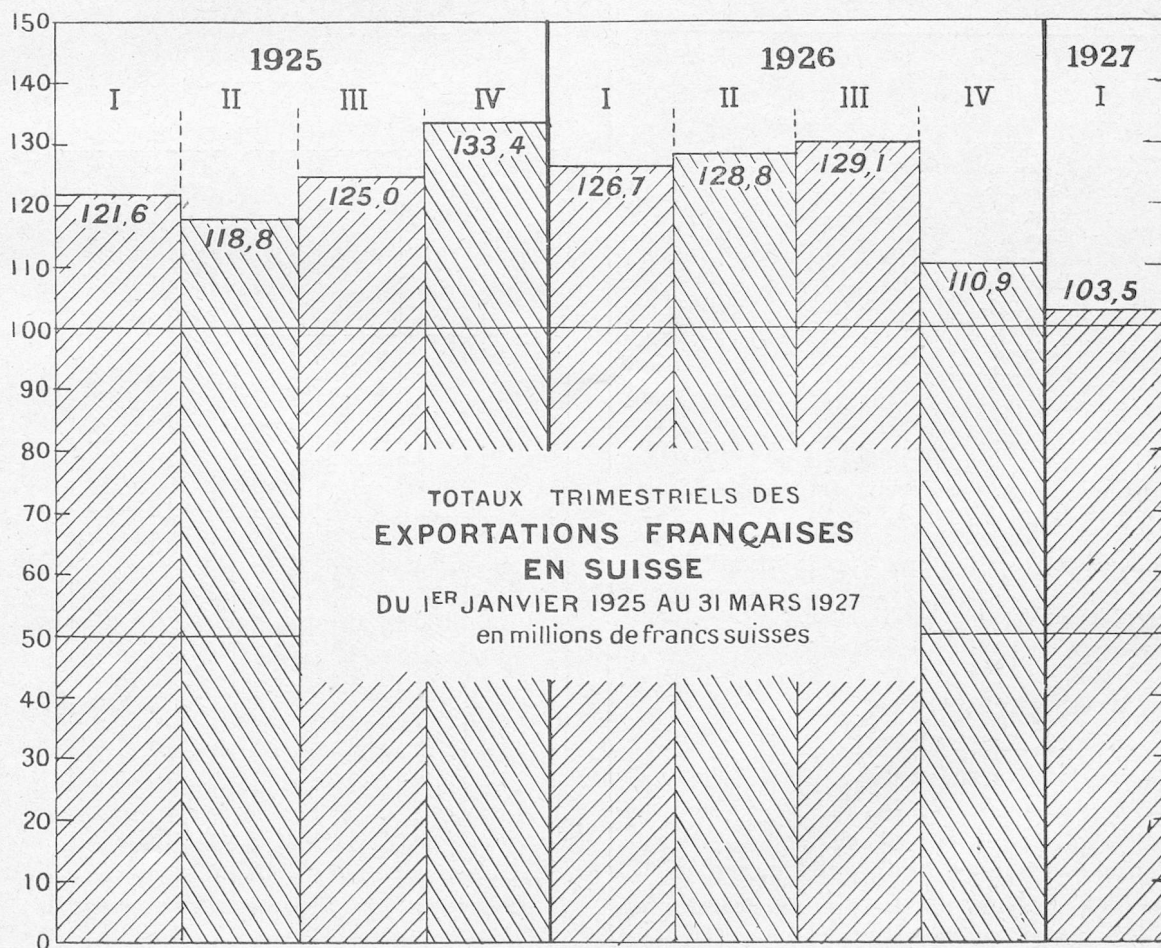 150
140
130
120
110
100
90
80
70
60
50
40
30
20
10
0
1925
1926
1927
I II III IV I II III IV I
121,6 118,8 125,0 133,4 126,7 128,8 129,1 110,9 103,5
TOTAUX TRIMESTRIELS DES
EXPORTATIONS FRANÇAISES
EN SUISSE
DU 1ER JANVIER 1925 AU 31 MARS 1927
en millions de francs suisses